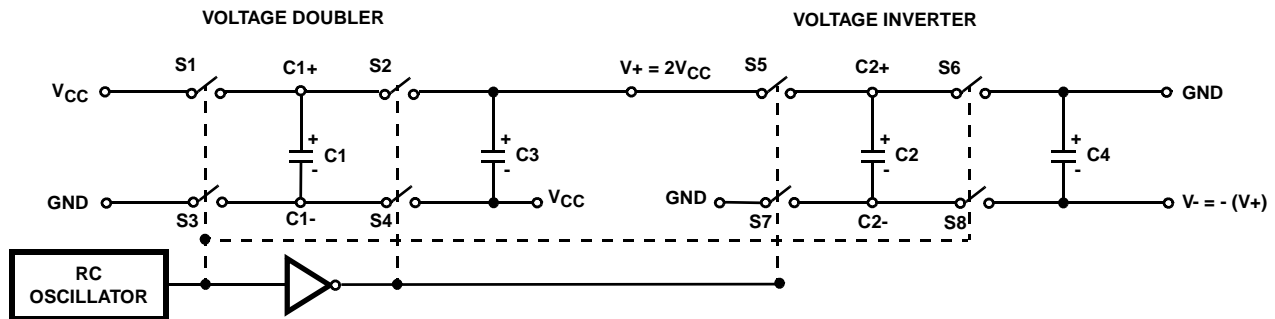 VOLTAGE DOUBLER
VOLTAGE INVERTER
S1 C1+ S2 V+ = 2VCC S5 C2+ S6
VCC GND
+ C1 - + C3 - + C2 - + C4 -
GND S3 C1- S4 VCC GND S7 C2- S8 V- = - (V+)
RC
OSCILLATOR